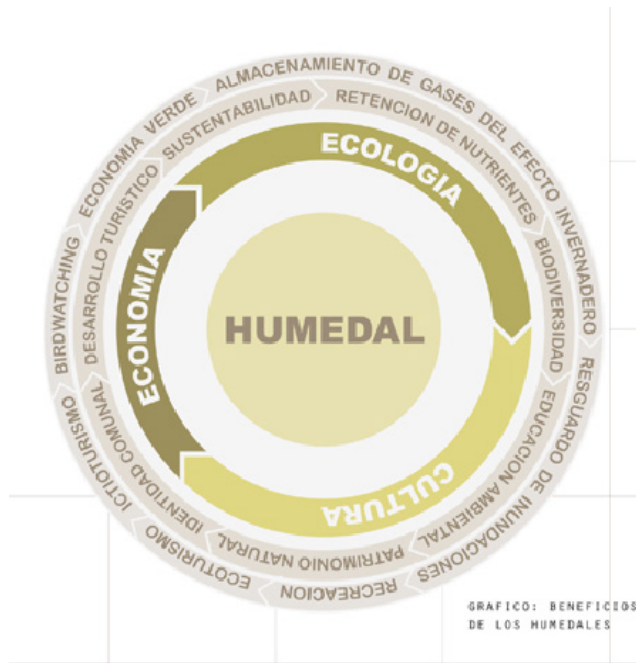 ALMACENAMIENTO DE GASES DEL EFECTO INVERNADERO
RESGUARDO DE INUNDACIONES
RECREACION
ECOTURISMO
ICTIOTURISMO
BIRDWATCHING
ECONOMIA VERDE
SUSTENTABILIDAD
RETENCION DE NUTRIENTES
BIODIVERSIDAD
EDUCACION AMBIENTAL
PATRIMONIO NATURAL
IDENTIDAD COMUNAL
DESARROLLO TURISTICO
ECOLOGIA
CULTURA
ECONOMIA
HUMEDAL
GRAFICO: BENEFICIOS
DE LOS HUMEDALES